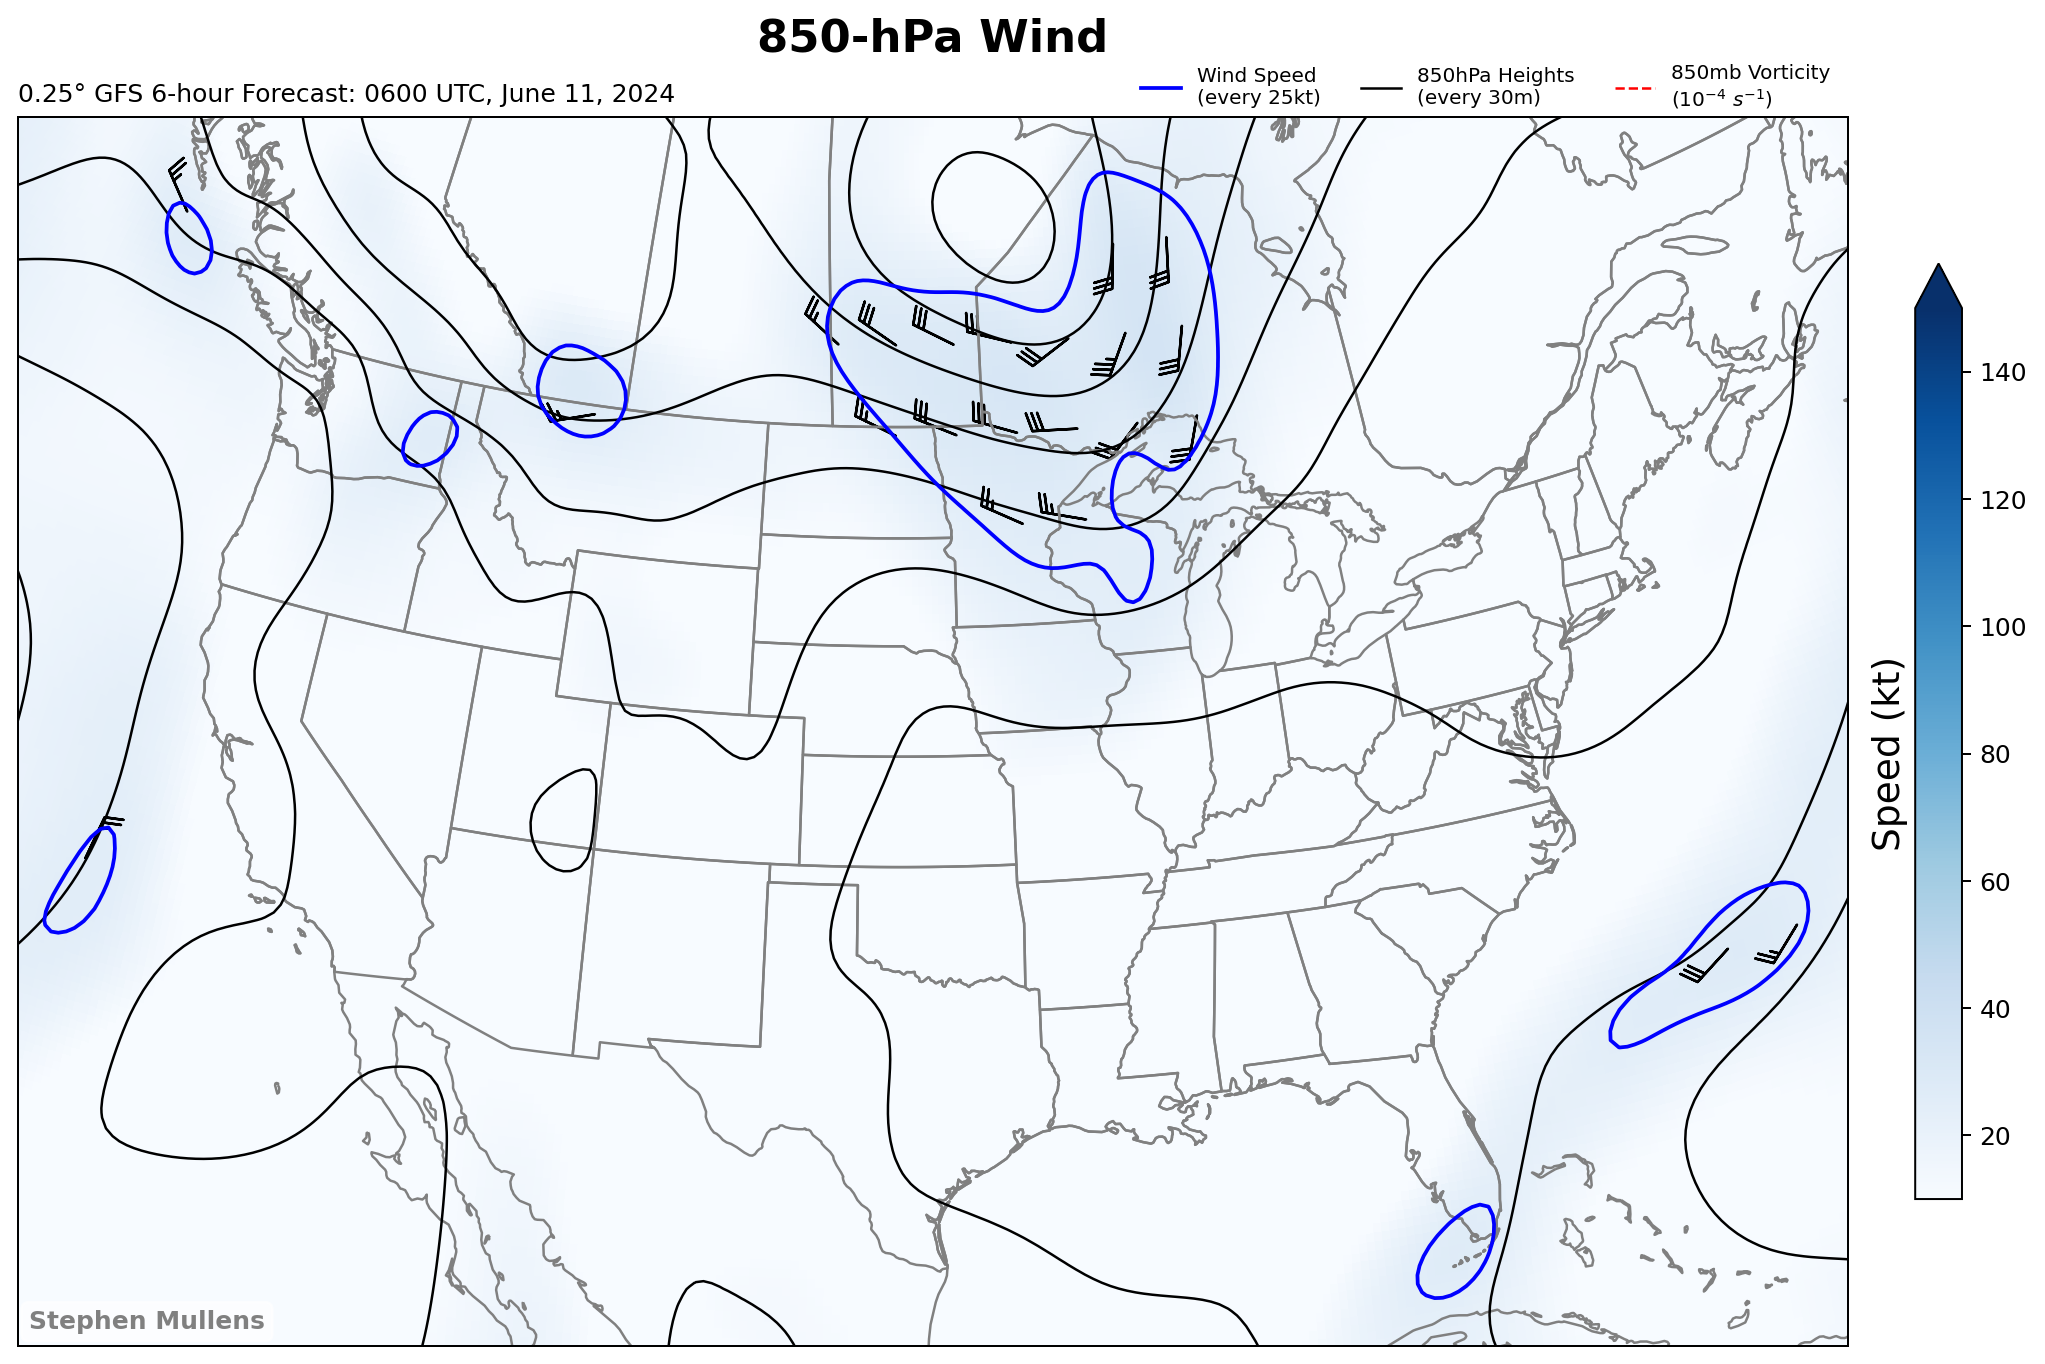 850-hPa Wind
0.25° GFS 6-hour Forecast: 0600 UTC, June 11, 2024
Wind Speed
(every 25kt)
850hPa Heights
(every 30m)
850mb Vorticity
(10⁻⁴ s⁻¹)
140
120
100
80
60
40
20
Speed (kt)
Stephen Mullens